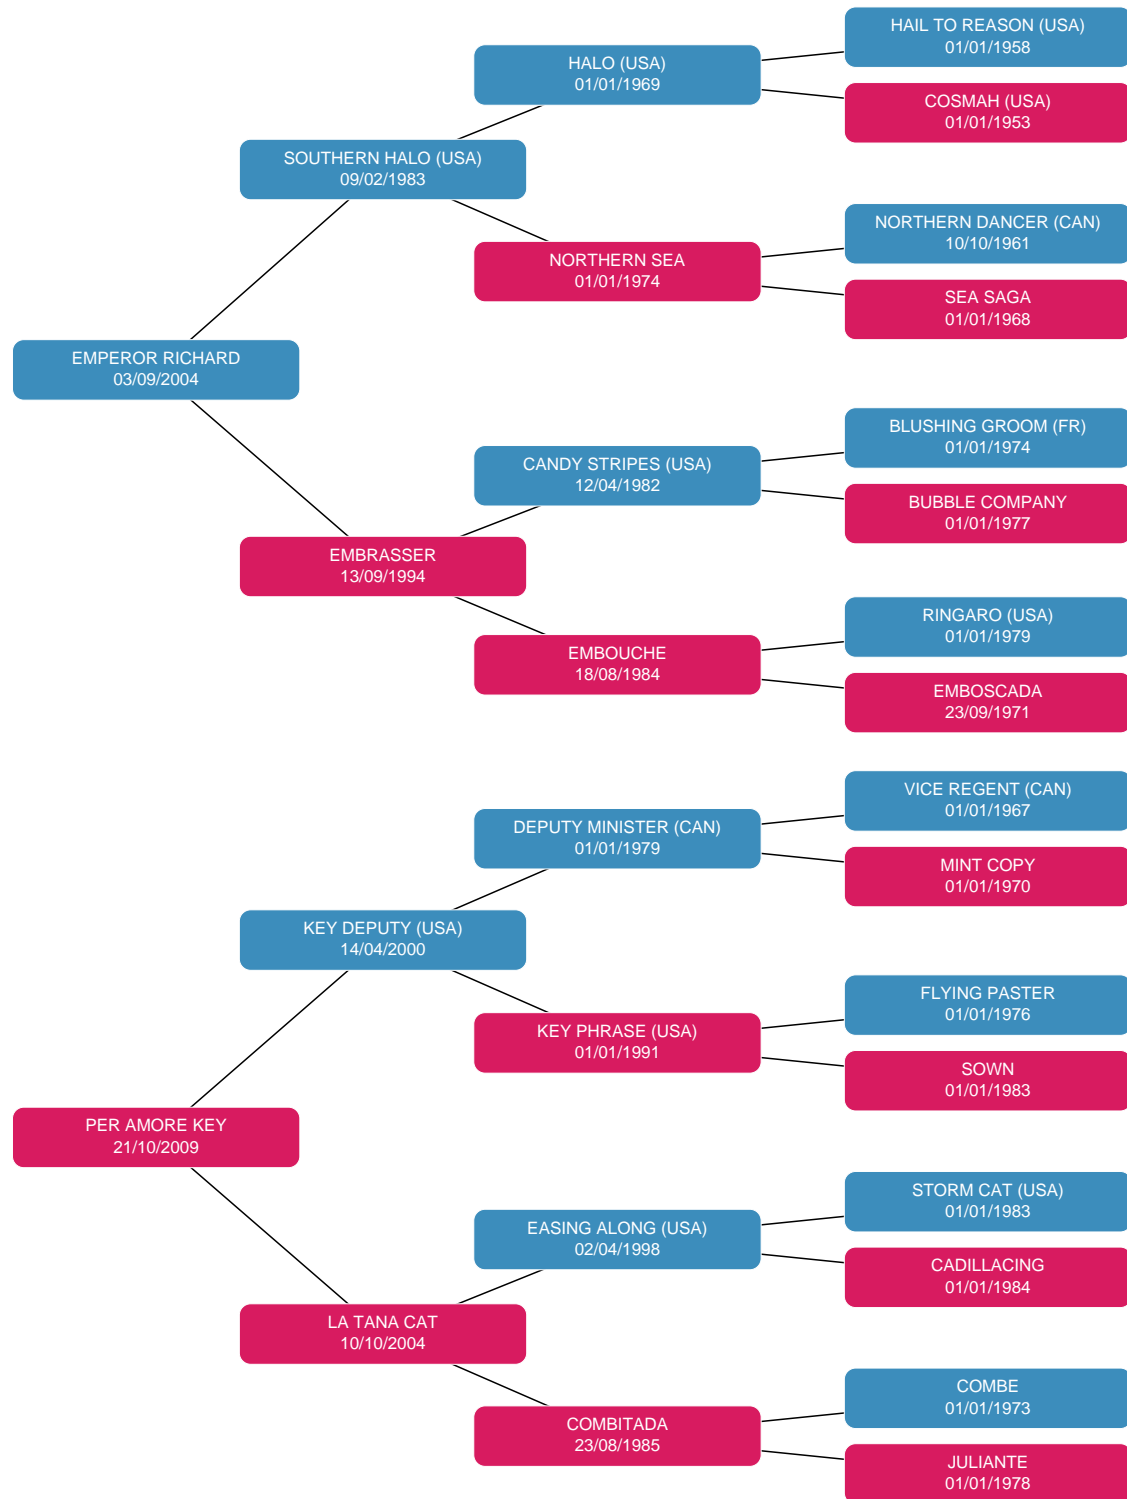 HAIL TO REASON (USA)
01/01/1958
HALO (USA)
01/01/1969
COSMAH (USA)
01/01/1953
SOUTHERN HALO (USA)
09/02/1983
NORTHERN DANCER (CAN)
10/10/1961
NORTHERN SEA
01/01/1974
SEA SAGA
01/01/1968
EMPEROR RICHARD
03/09/2004
BLUSHING GROOM (FR)
01/01/1974
CANDY STRIPES (USA)
12/04/1982
BUBBLE COMPANY
01/01/1977
EMBRASSER
13/09/1994
RINGARO (USA)
01/01/1979
EMBOUCHE
18/08/1984
EMBOSCADA
23/09/1971
VICE REGENT (CAN)
01/01/1967
DEPUTY MINISTER (CAN)
01/01/1979
MINT COPY
01/01/1970
KEY DEPUTY (USA)
14/04/2000
FLYING PASTER
01/01/1976
KEY PHRASE (USA)
01/01/1991
SOWN
01/01/1983
PER AMORE KEY
21/10/2009
STORM CAT (USA)
01/01/1983
EASING ALONG (USA)
02/04/1998
CADILLACING
01/01/1984
LA TANA CAT
10/10/2004
COMBE
01/01/1973
COMBITADA
23/08/1985
JULIANTE
01/01/1978